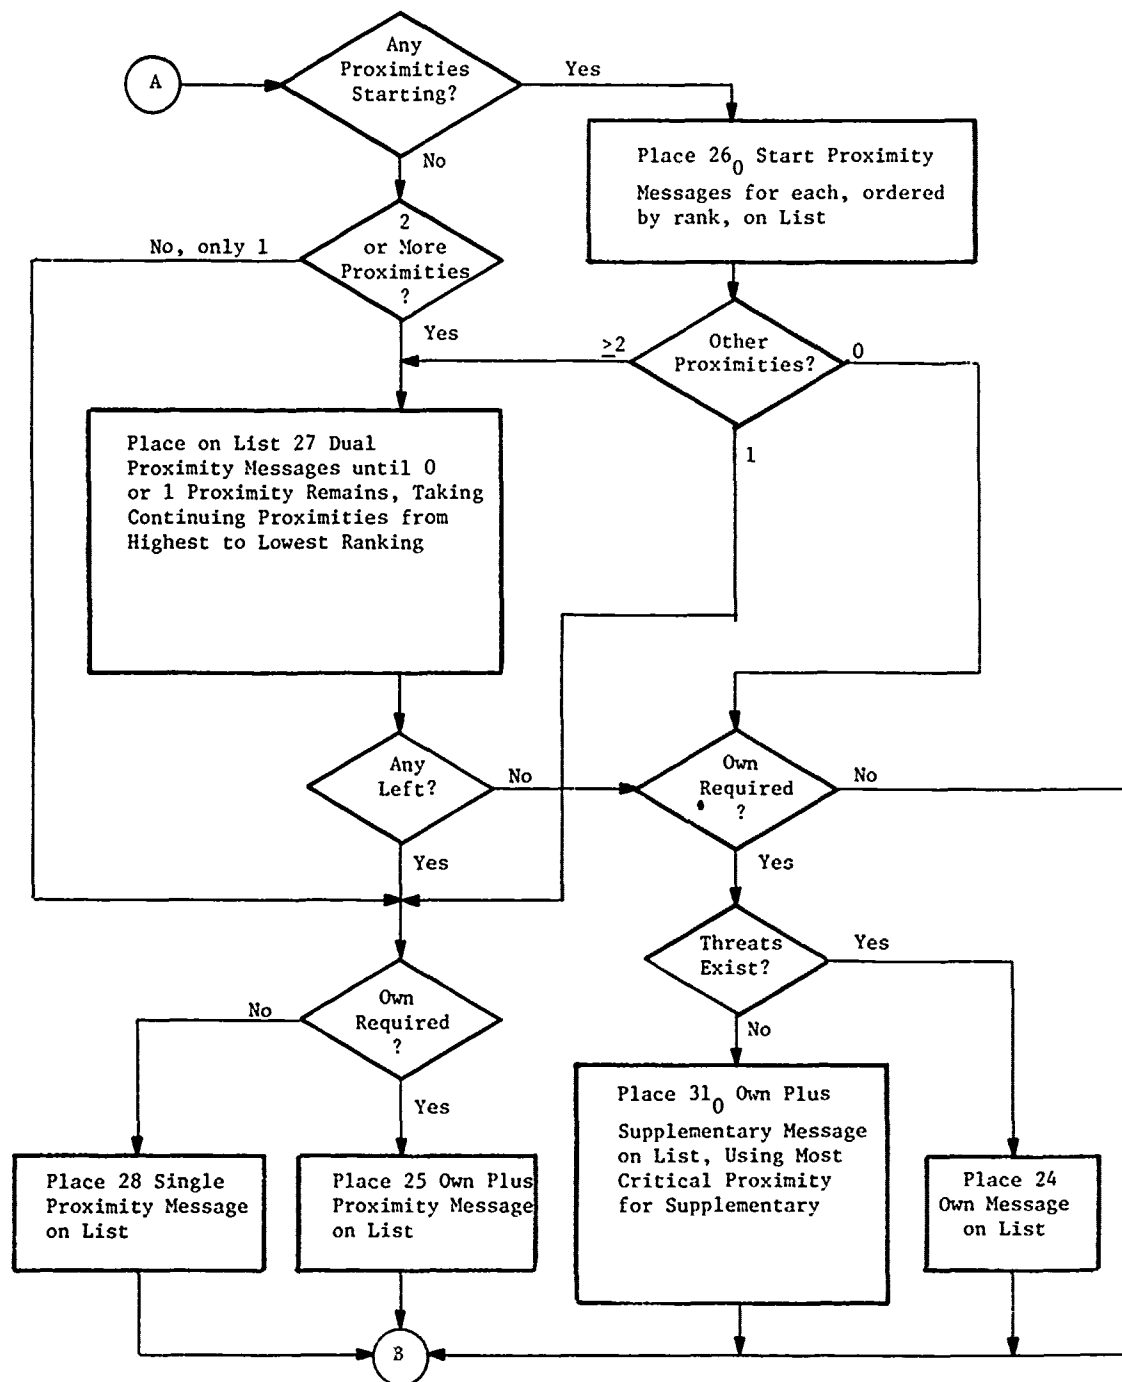 A
Any
Proximities
Starting?
Yes
No
Place 26₀ Start Proximity
Messages for each, ordered
by rank, on List
2
or More
Proximities
?
No, only 1
Yes
Other
Proximities?
≥2
0
1
Place on List 27 Dual
Proximity Messages until 0
or 1 Proximity Remains, Taking
Continuing Proximities from
Highest to Lowest Ranking
Any
Left?
No
Yes
Own
Required
?
No
Yes
Threats
Exist?
Yes
No
Own
Required
?
No
Yes
Place 28 Single
Proximity Message
on List
Place 25 Own Plus
Proximity Message
on List
Place 31₀ Own Plus
Supplementary Message
on List, Using Most
Critical Proximity
for Supplementary
Place 24
Own Message
on List
B